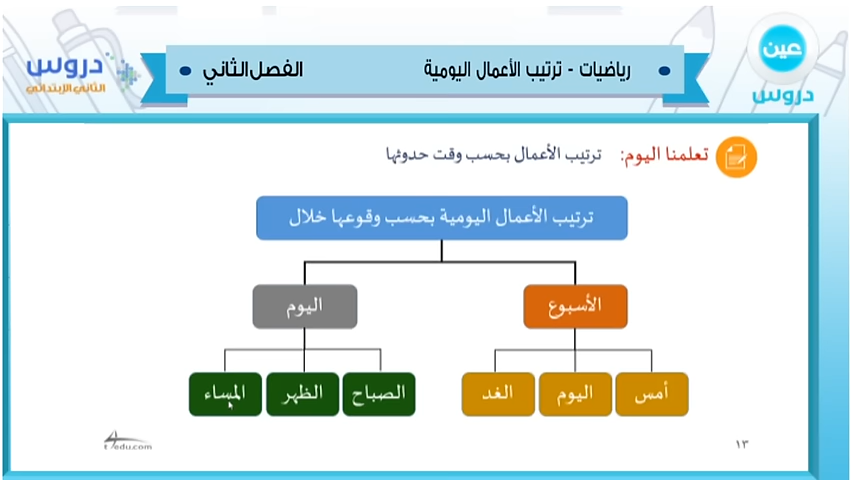 عين
دروس
رياضيات - ترتيب الأعمال اليومية
الفصل الثاني
دروس
الثاني الابتدائي
تعلمنا اليوم: ترتيب الأعمال بحسب وقت حدوثها
ترتيب الأعمال اليومية بحسب وقوعها خلال
الأسبوع
اليوم
أمس
اليوم
الغد
الصباح
الظهر
المساء
١٣
t4edu.com